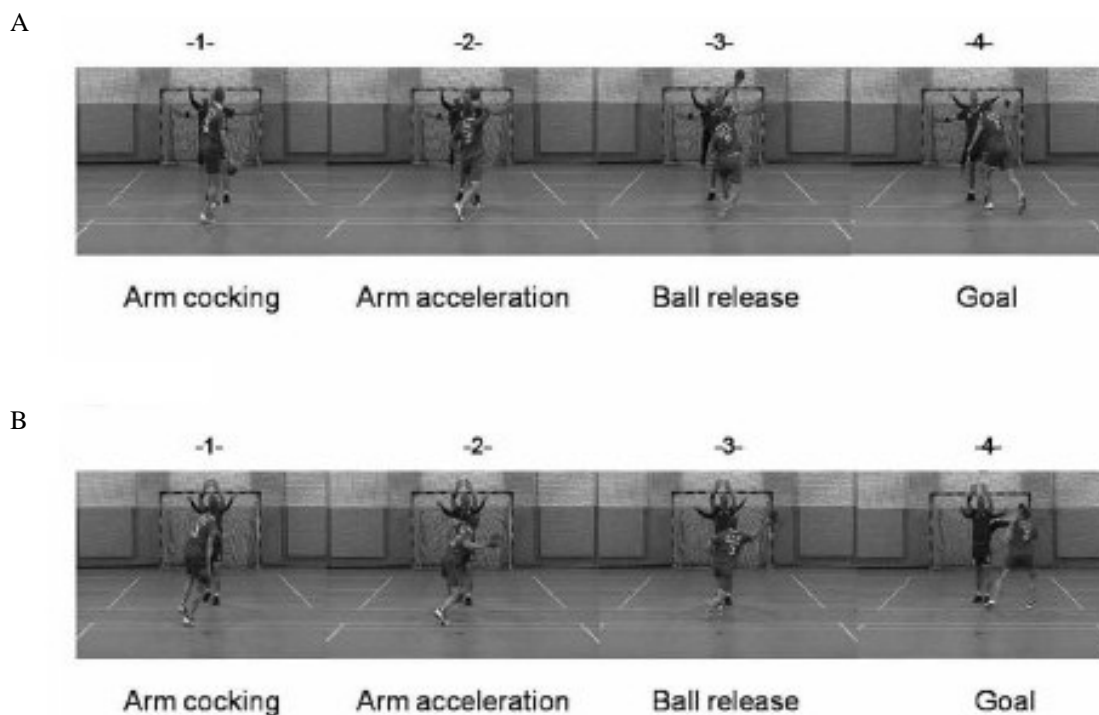 A
-1- -2- -3- -4-
Arm cocking Arm acceleration Ball release Goal
B
-1- -2- -3- -4-
Arm cocking Arm acceleration Ball release Goal